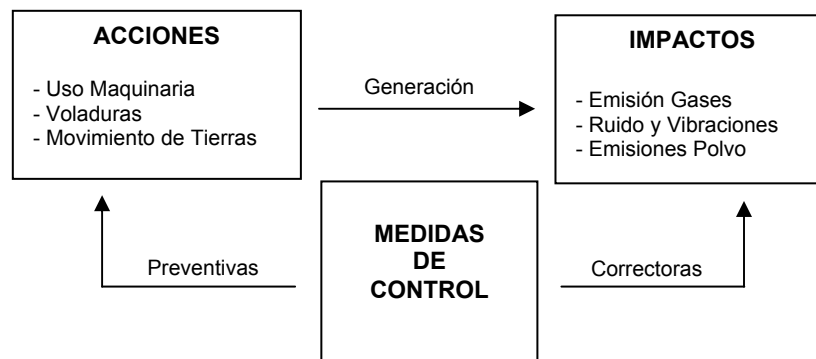 ACCIONES
- Uso Maquinaria
- Voladuras
- Movimiento de Tierras
Generación
IMPACTOS
- Emisión Gases
- Ruido y Vibraciones
- Emisiones Polvo
Preventivas
MEDIDAS
DE
CONTROL
Correctoras